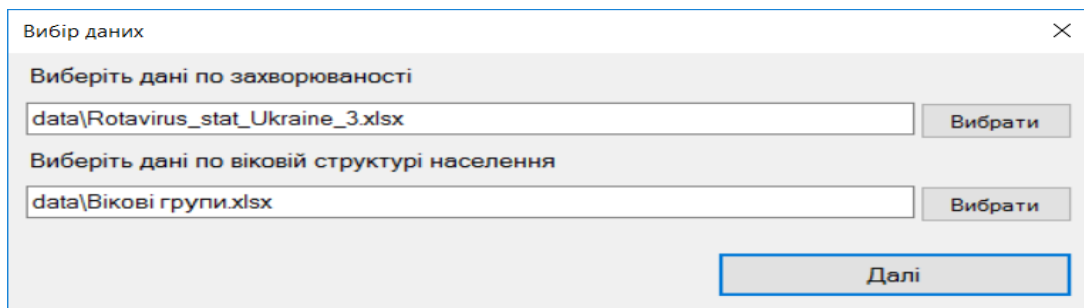 Вибір даних
Виберіть дані по захворюваності
data\Rotavirus_stat_Ukraine_3.xlsx
Вибрати
Виберіть дані по віковій структурі населення
data\Вікові групи.xlsx
Вибрати
Далі